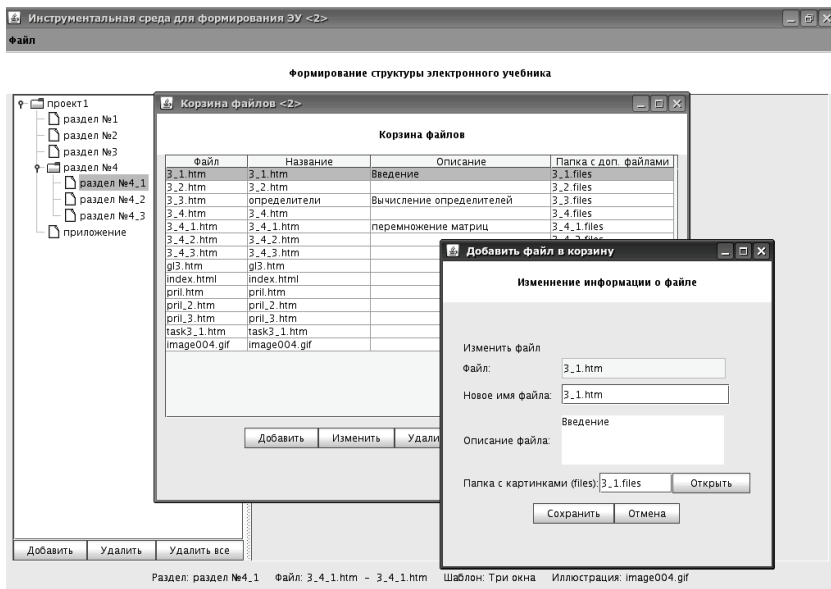 Инструментальная среда для формирования ЭУ <2>
Файл
Формирование структуры электронного учебника
проект1
раздел №1
раздел №2
раздел №3
раздел №4
раздел №4_1
раздел №4_2
раздел №4_3
приложение
Добавить Удалить Удалить все
Корзина файлов <2>
Корзина файлов
Файл Название Описание Папка с доп. файлами
3_1.htm 3_1.htm Введение 3_1.files
3_2.htm 3_2.htm 3_2.files
3_3.htm определители Вычисление определителей 3_3.files
3_4.htm 3_4.htm 3_4.files
3_4_1.htm 3_4_1.htm перемножение матриц 3_4_1.files
3_4_2.htm 3_4_2.htm 3_4_2.files
3_4_3.htm 3_4_3.htm
gl3.htm gl3.htm
index.html index.html
pril.htm pril.htm
pril_2.htm pril_2.htm
pril_3.htm pril_3.htm
task3_1.htm task3_1.htm
image004.gif image004.gif
Добавить Изменить Удали
Добавить файл в корзину
Изменнение информации о файле
Изменить файл
Файл: 3_1.htm
Новое имя файла: 3_1.htm
Введение
Описание файла:
Папка с картинками (files): 3_1.files Открыть
Сохранить Отмена
Раздел: раздел №4_1 Файл: 3_4_1.htm - 3_4_1.htm Шаблон: Три окна Иллюстрация: image004.gif